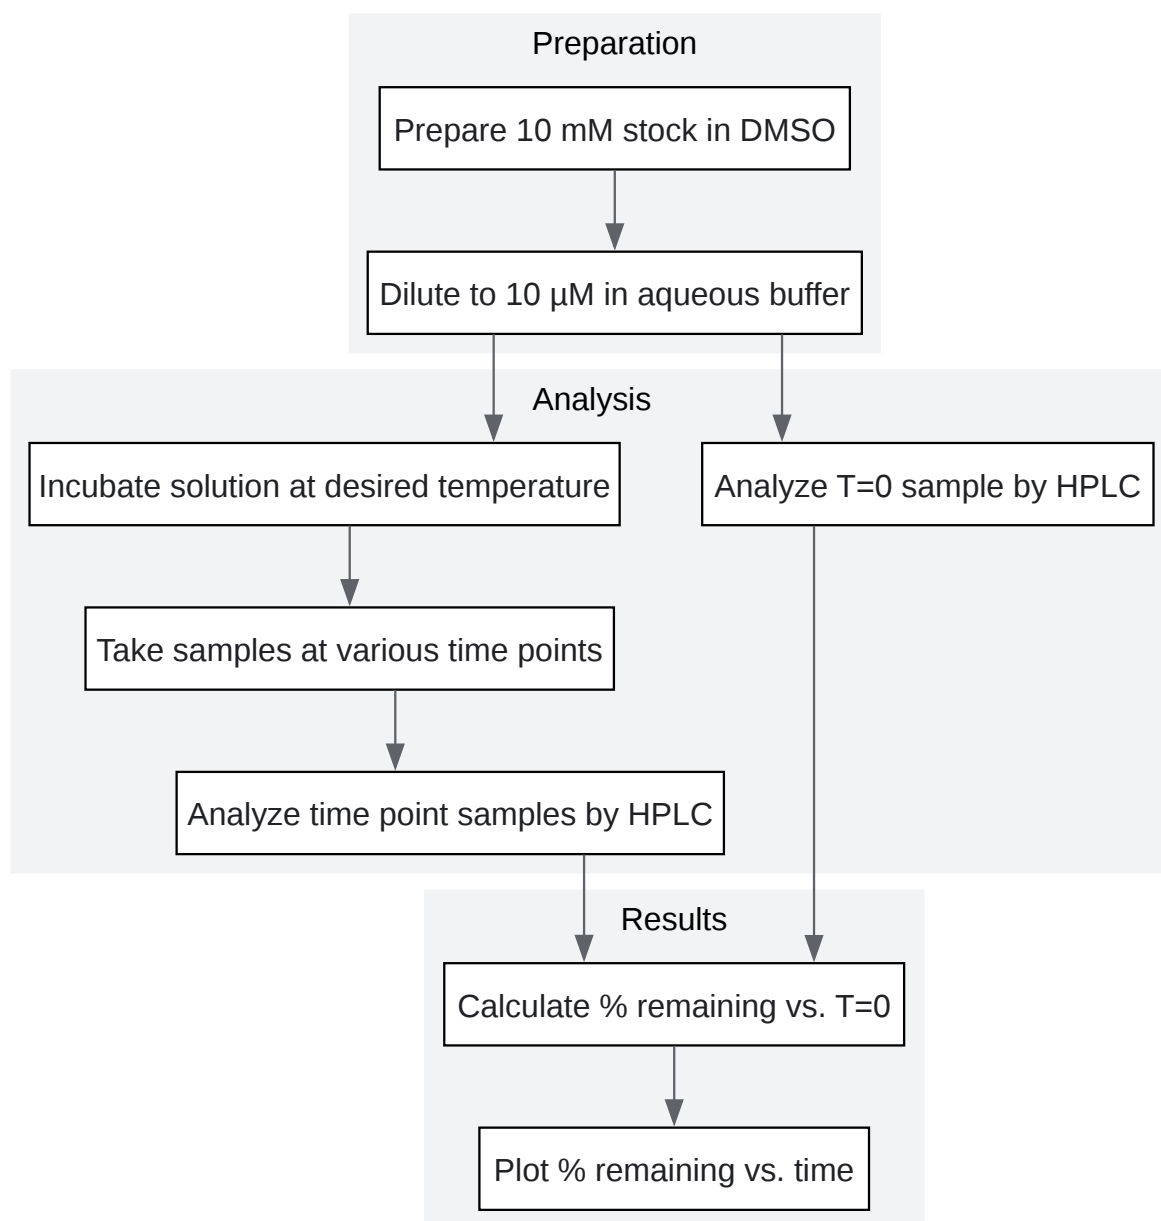 Preparation
Prepare 10 mM stock in DMSO
Dilute to 10 µM in aqueous buffer
Analysis
Incubate solution at desired temperature
Analyze T=0 sample by HPLC
Take samples at various time points
Analyze time point samples by HPLC
Results
Calculate % remaining vs. T=0
Plot % remaining vs. time